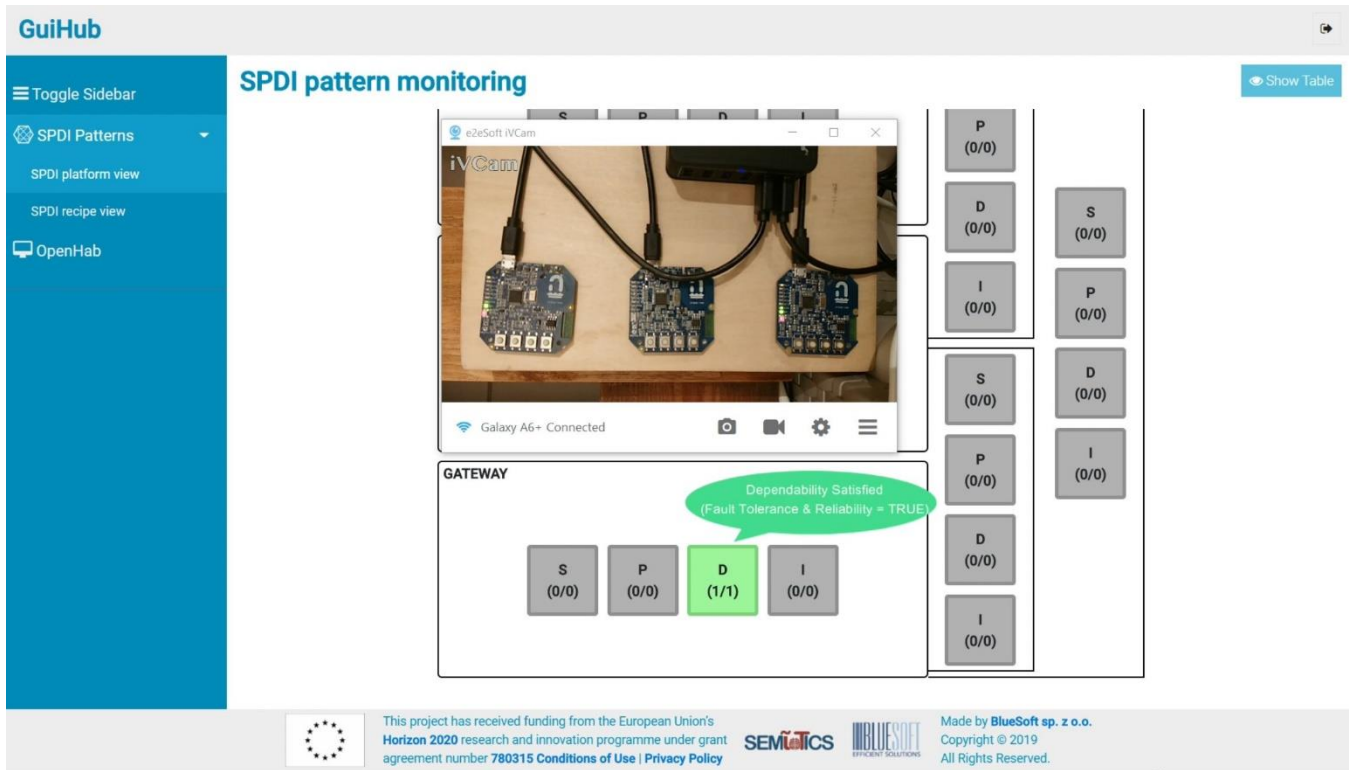 GuiHub
Toggle Sidebar
SPDI Patterns
SPDI platform view
SPDI recipe view
OpenHab
SPDI pattern monitoring
Show Table
S P D I
e2eSoft iVCam
iVCam
Galaxy A6+ Connected
P
(0/0)
D
(0/0)
I
(0/0)
S
(0/0)
P
(0/0)
D
(0/0)
I
(0/0)
S
(0/0)
P
(0/0)
D
(0/0)
I
(0/0)
GATEWAY
Dependability Satisfied
(Fault Tolerance & Reliability = TRUE)
S
(0/0)
P
(0/0)
D
(1/1)
I
(0/0)
This project has received funding from the European Union's
Horizon 2020 research and innovation programme under grant
agreement number 780315 Conditions of Use | Privacy Policy
SEMIoTICS
BLUESOFT
EFFICIENT SOLUTIONS
Made by BlueSoft sp. z o.o.
Copyright © 2019
All Rights Reserved.